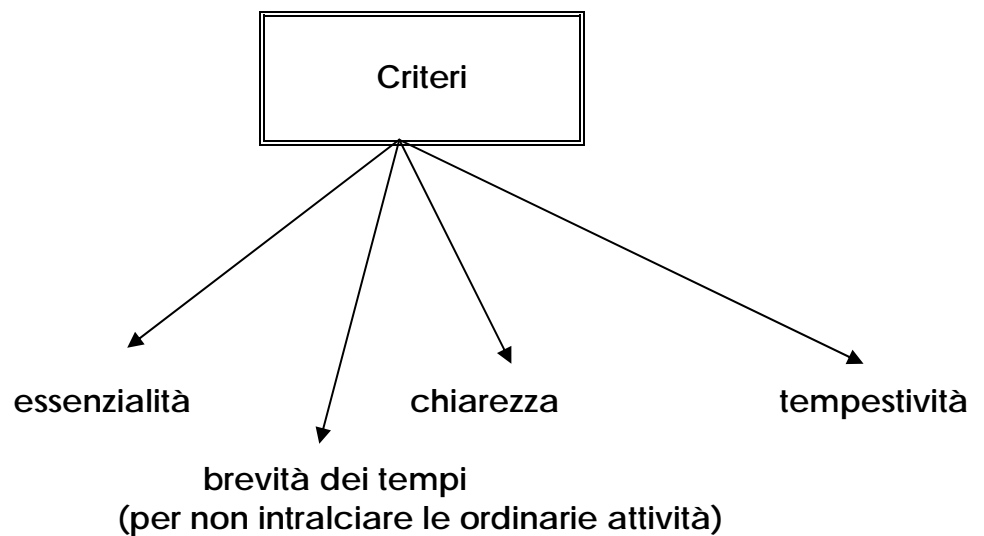 Criteri
essenzialità
chiarezza
tempestività
brevità dei tempi
(per non intralciare le ordinarie attività)